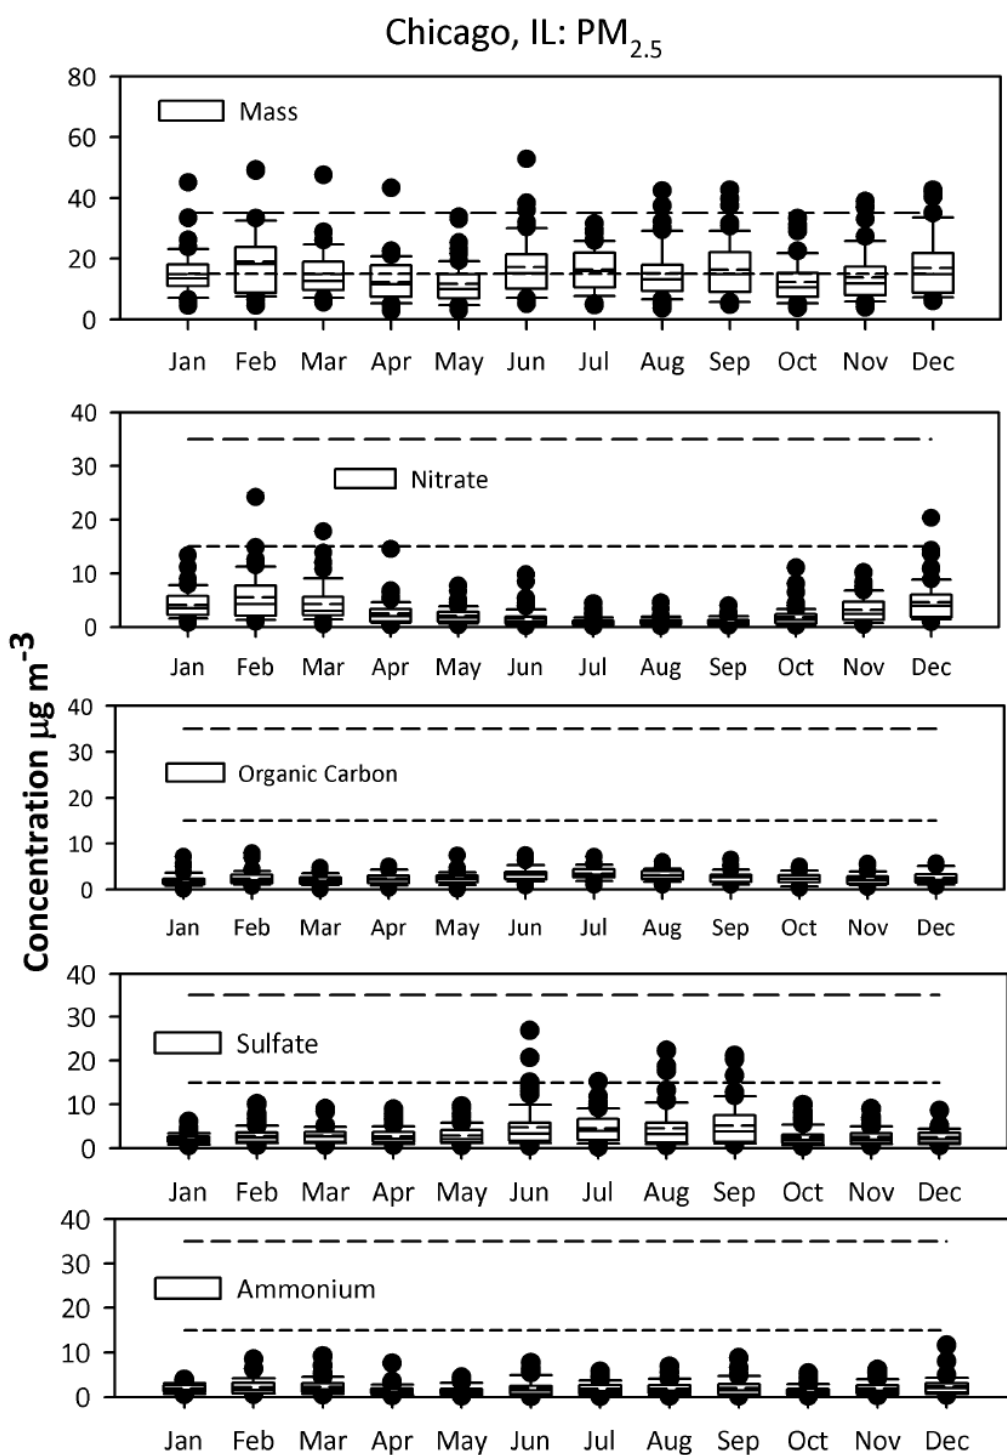 Chicago, IL: PM2.5
Concentration µg m-3
80
60
40
20
0
Mass
Jan Feb Mar Apr May Jun Jul Aug Sep Oct Nov Dec
40
30
20
10
0
Nitrate
Jan Feb Mar Apr May Jun Jul Aug Sep Oct Nov Dec
40
30
20
10
0
Organic Carbon
Jan Feb Mar Apr May Jun Jul Aug Sep Oct Nov Dec
40
30
20
10
0
Sulfate
Jan Feb Mar Apr May Jun Jul Aug Sep Oct Nov Dec
40
30
20
10
0
Ammonium
Jan Feb Mar Apr May Jun Jul Aug Sep Oct Nov Dec